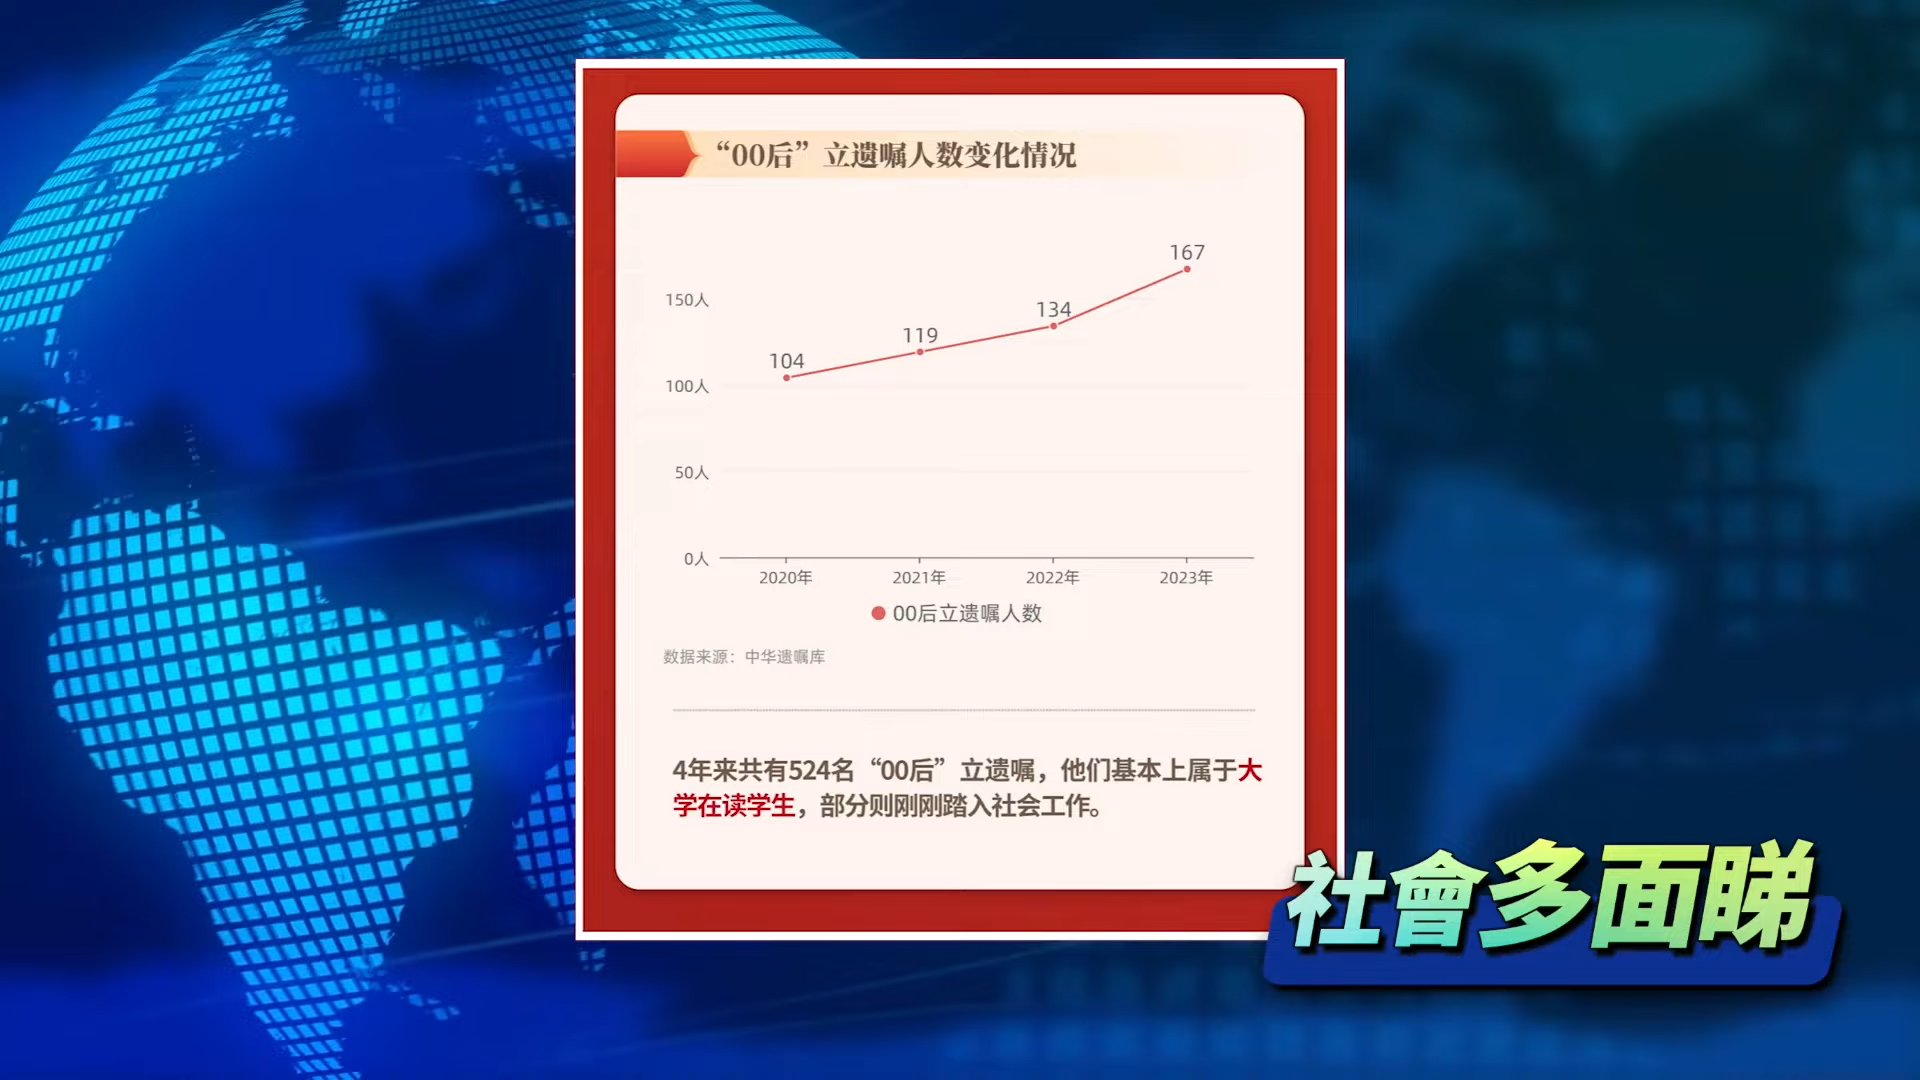 “00后”立遗嘱人数变化情况
167
150人
134
119
104
100人
50人
0人
2020年 2021年 2022年 2023年
00后立遗嘱人数
数据来源：中华遗嘱库
4年来共有524名“00后”立遗嘱，他们基本上属于大
学在读学生，部分则刚刚踏入社会工作。
社會多面睇